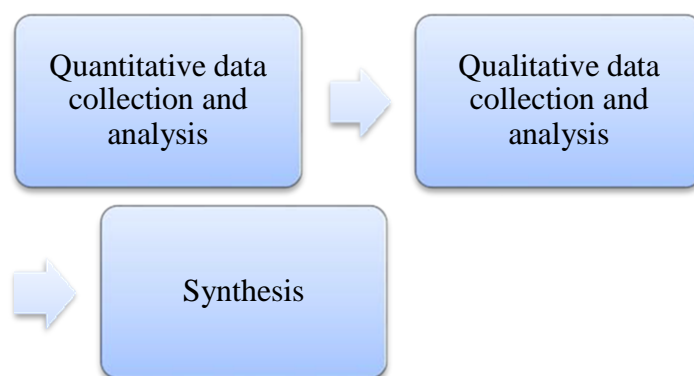 Quantitative data
collection and
analysis
Qualitative data
collection and
analysis
Synthesis